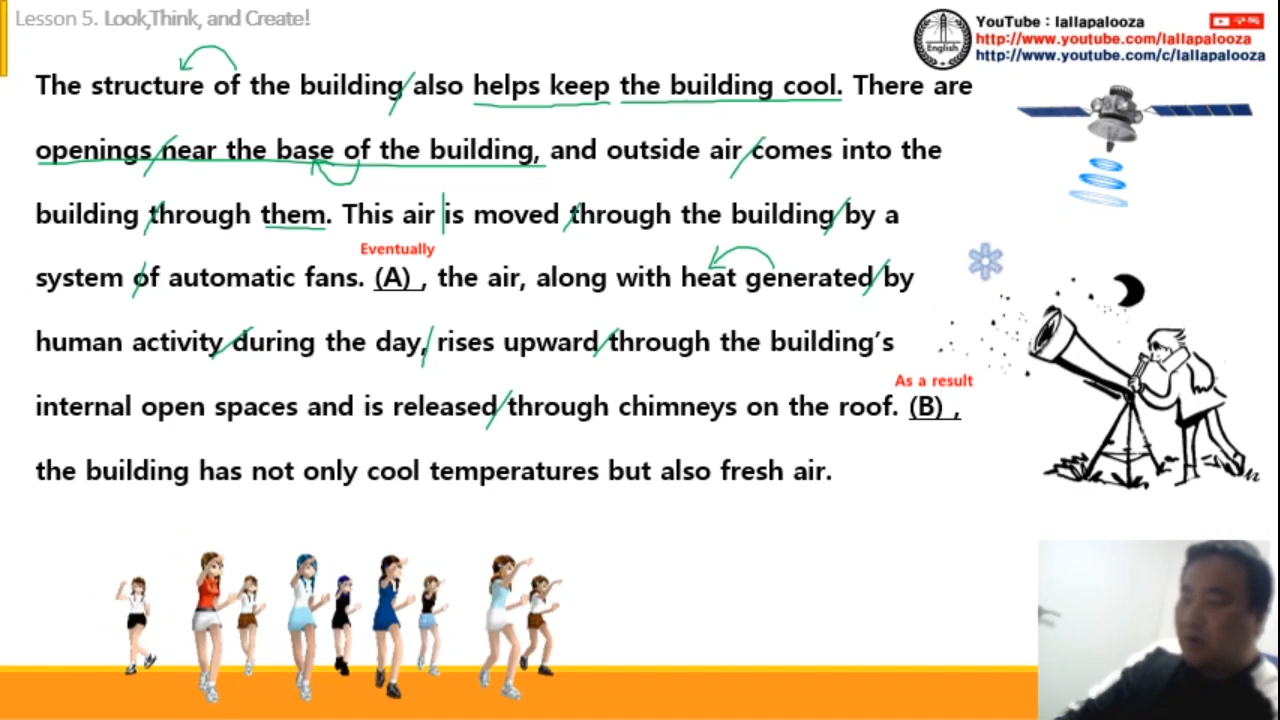 Lesson 5. Look,Think, and Create!
English
YouTube : lallapalooza
http://www.youtube.com/lallapalooza
http://www.youtube.com/c/lallapalooza
The structure of the building also helps keep the building cool. There are
openings near the base of the building, and outside air comes into the
building through them. This air is moved through the building by a
Eventually
system of automatic fans. (A) , the air, along with heat generated by
human activity during the day, rises upward through the building's
As a result
internal open spaces and is released through chimneys on the roof. (B) ,
the building has not only cool temperatures but also fresh air.